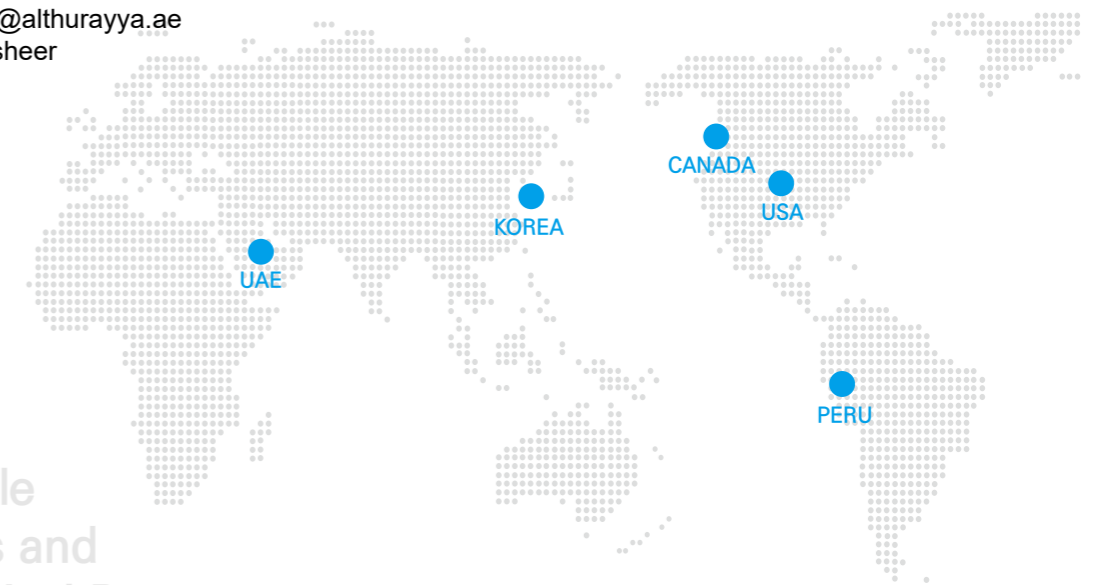 @althurayya.ae
sheer
CANADA
USA
KOREA
UAE
PERU
le
s and